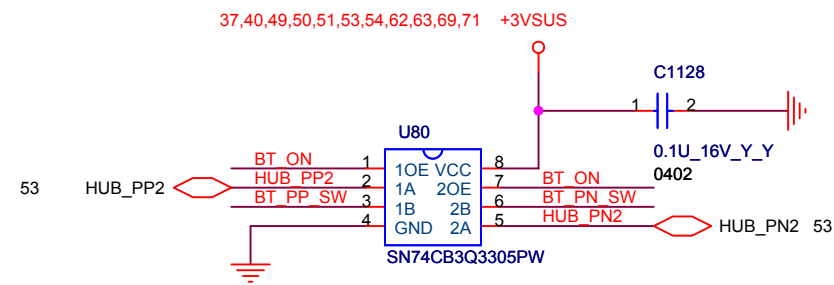 37,40,49,50,51,53,54,62,63,69,71 +3VSUS
C1128
1 2
U80
0.1U_16V_Y_Y
0402
BT_ON 1 1OE VCC 8
53 HUB_PP2 HUB_PP2 2 1A 2OE 7 BT_ON
BT_PP_SW 3 1B 2B 6 BT_PN_SW
4 GND 2A 5 HUB_PN2 HUB_PN2 53
SN74CB3Q3305PW